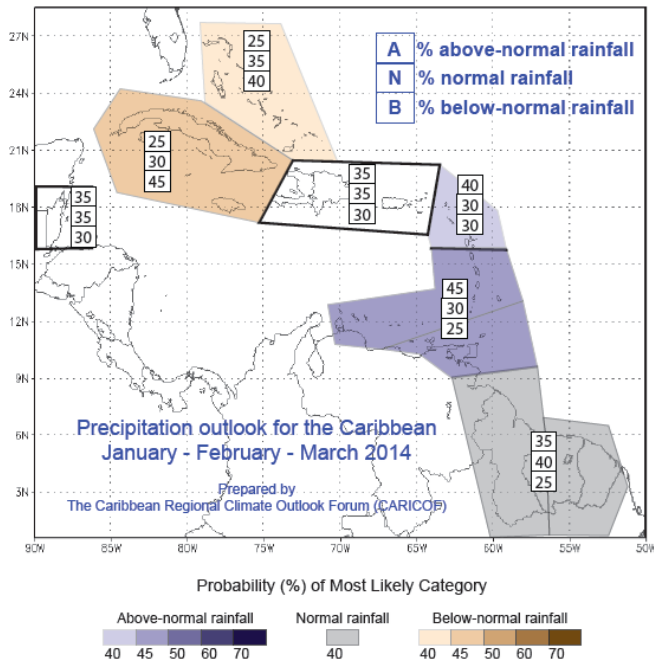 27N
24N
21N
18N
15N
12N
9N
6N
3N
90W
85W
80W
75W
70W
65W
60W
55W
50W
A % above-normal rainfall
N % normal rainfall
B % below-normal rainfall
25
35
40
25
30
45
35
35
30
35
35
30
40
30
30
45
30
25
35
40
25
Precipitation outlook for the Caribbean
January - February - March 2014
Prepared by
The Caribbean Regional Climate Outlook Forum (CARICOF)
Probability (%) of Most Likely Category
Above-normal rainfall
40 45 50 60 70
Normal rainfall
40
Below-normal rainfall
40 45 50 60 70